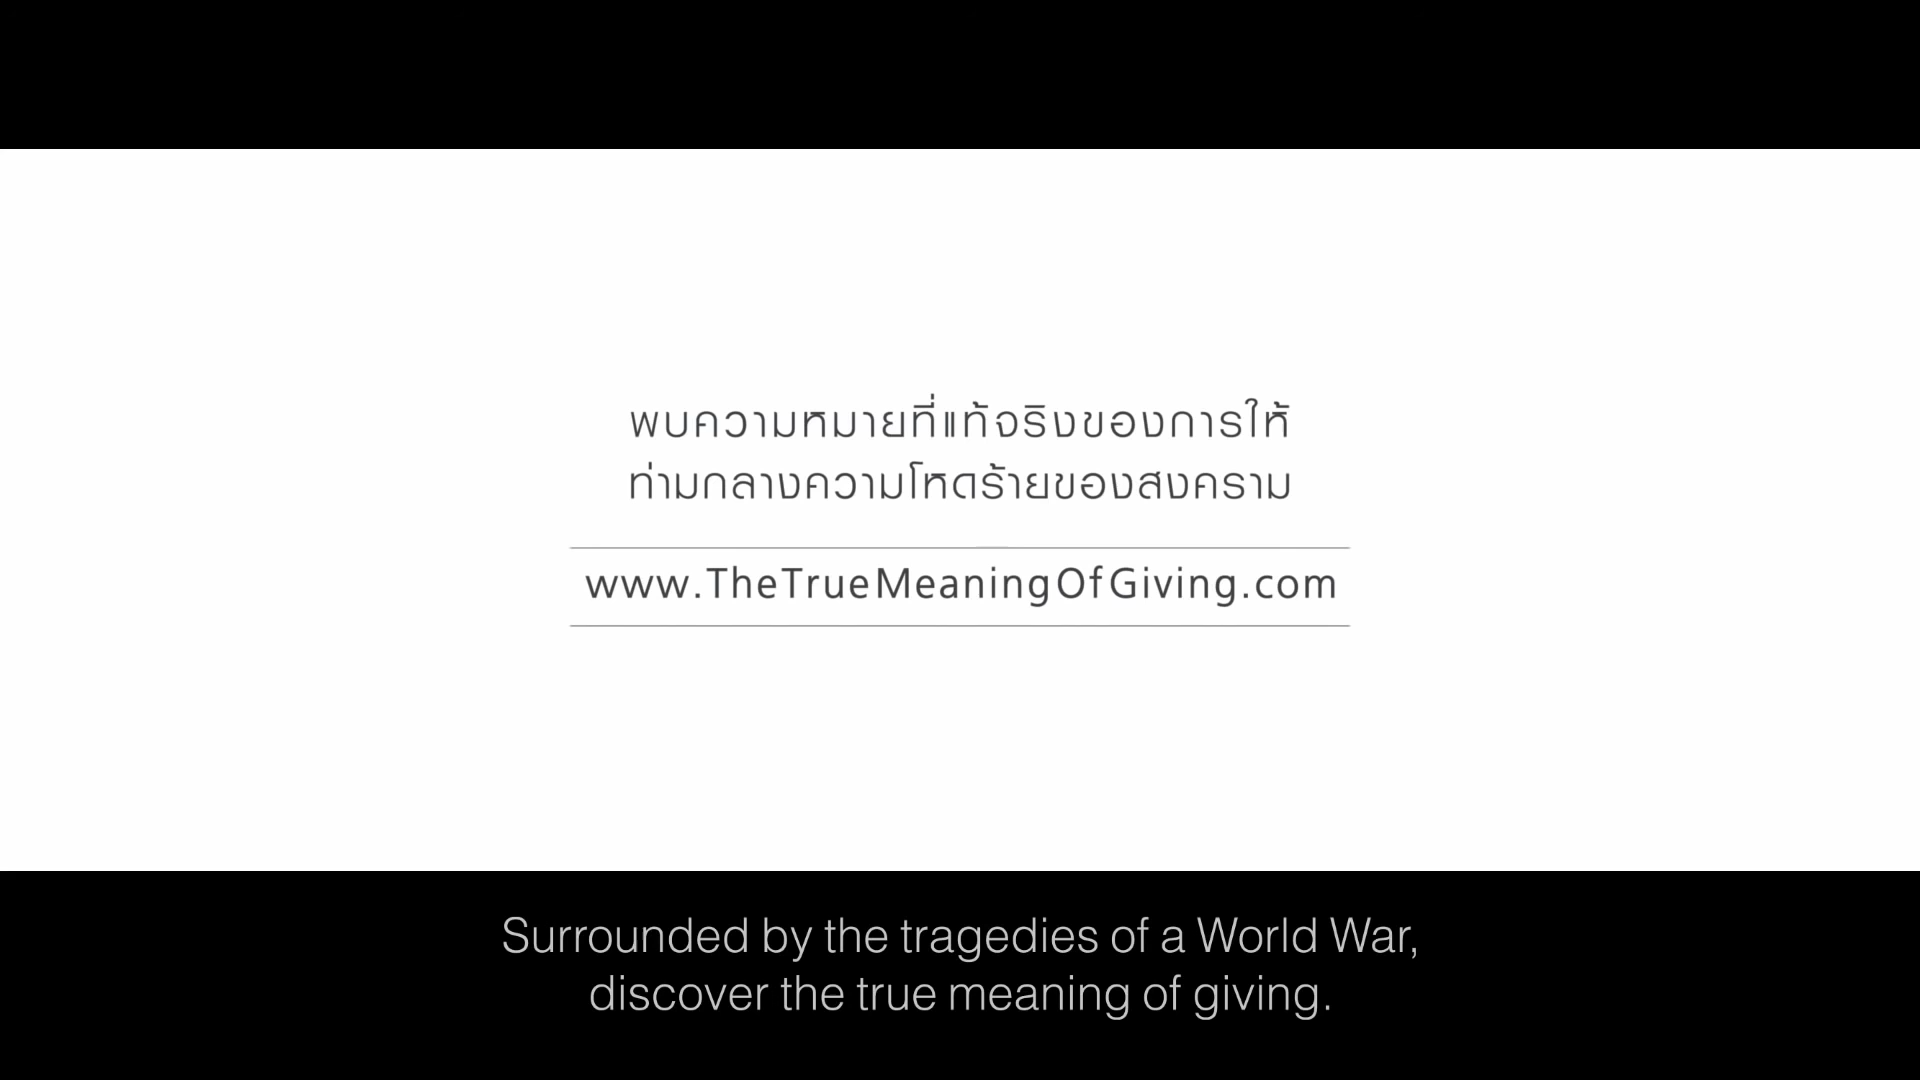 พบความหมายที่แท้จริงของการให้
ท่ามกลางความโหดร้ายของสงคราม
www.TheTrueMeaningOfGiving.com
Surrounded by the tragedies of a World War,
discover the true meaning of giving.